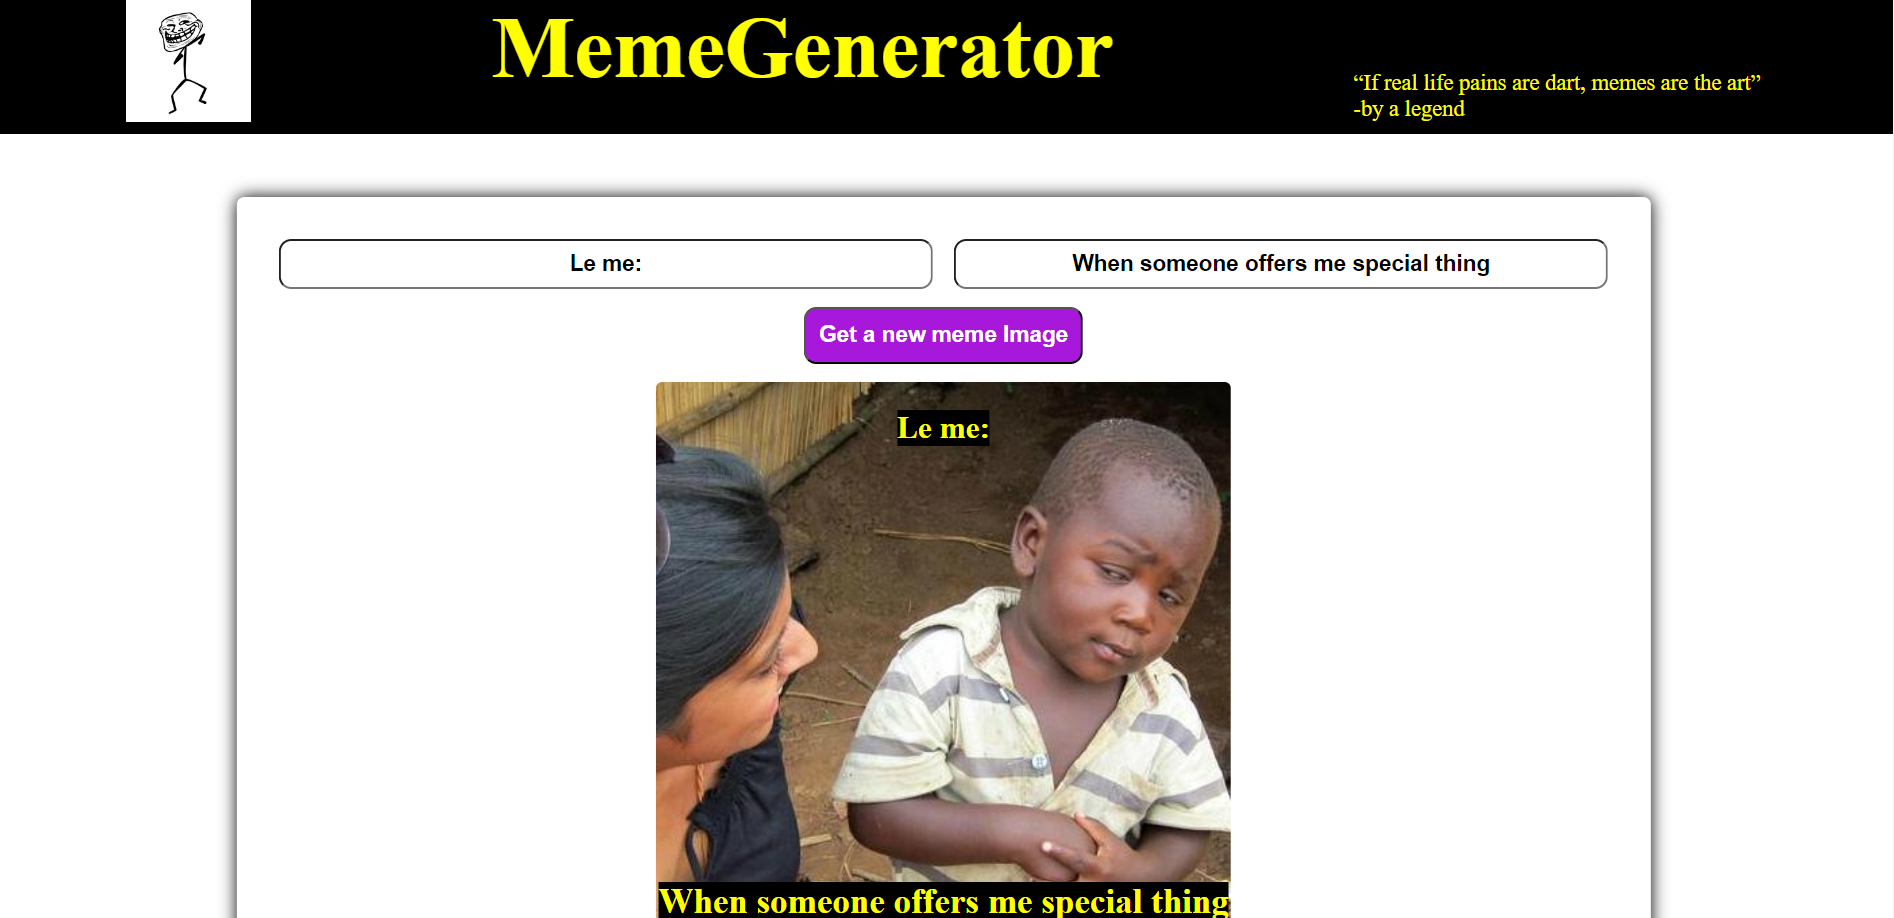 MemeGenerator
“If real life pains are dart, memes are the art”
-by a legend
Le me:
When someone offers me special thing
Get a new meme Image
Le me:
When someone offers me special thing